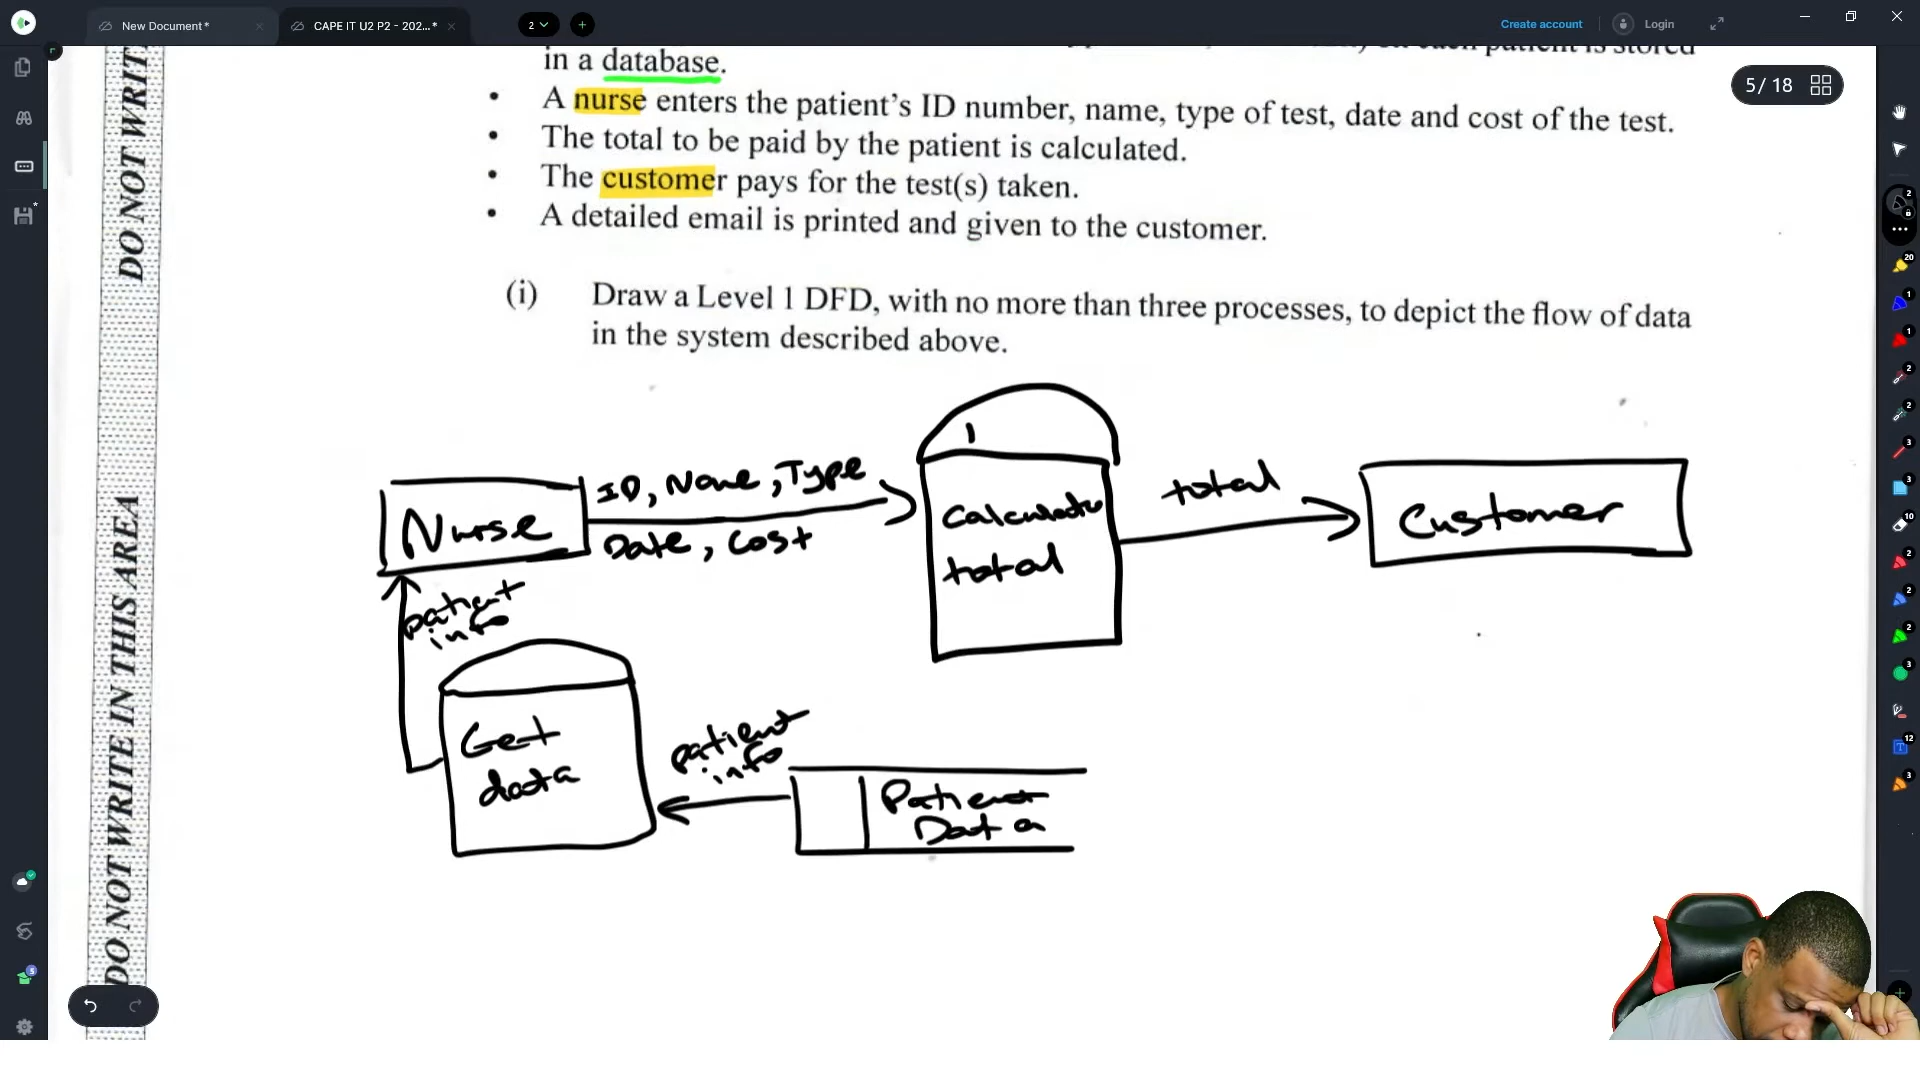 New Document*
CAPE IT U2 P2 - 202...*
2
Create account
Login
5/18
in a database.
• A nurse enters the patient's ID number, name, type of test, date and cost of the test.
• The total to be paid by the patient is calculated.
• The customer pays for the test(s) taken.
• A detailed email is printed and given to the customer.
(i) Draw a Level 1 DFD, with no more than three processes, to depict the flow of data
in the system described above.
DO NOT WRIT
DO NOT WRITE IN THIS AREA
Nurse
ID, Name, Type
Date, Cost
1
Calculate
total
total
Customer
patient
info
Get
data
patient
info
Patient
Data